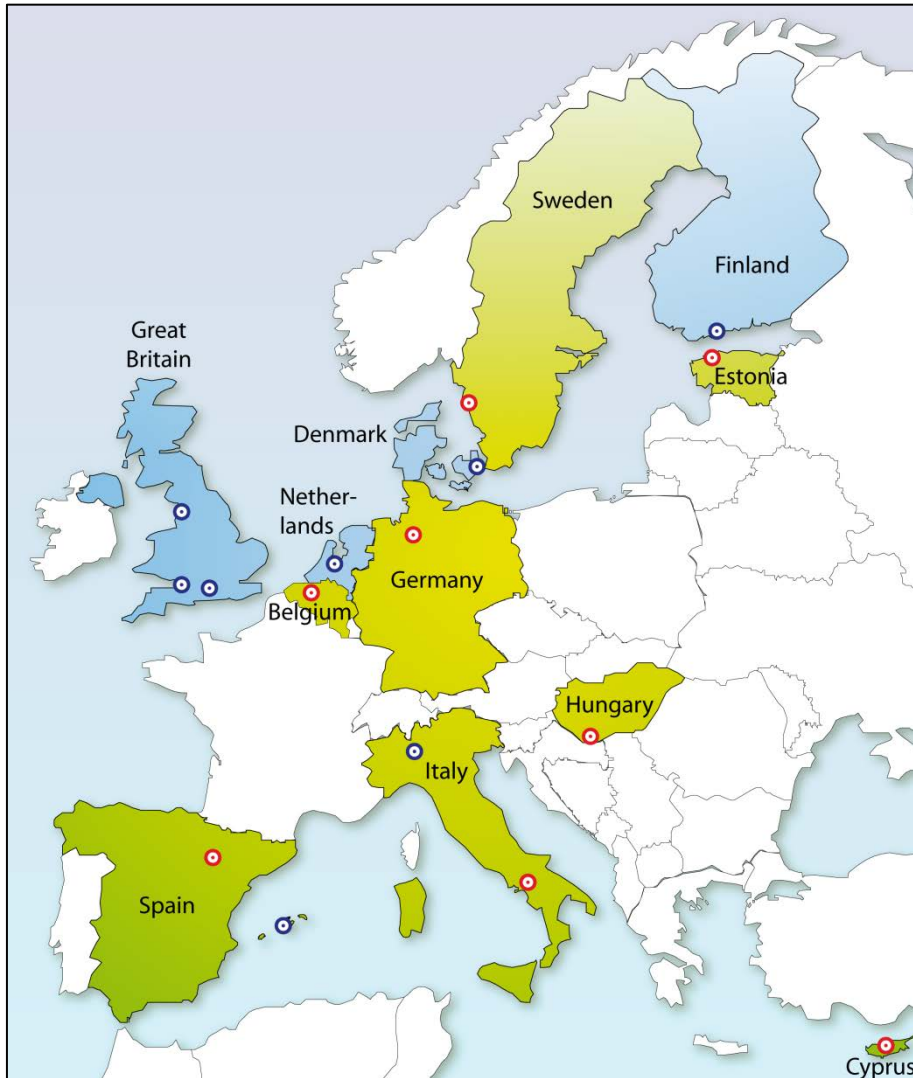 Sweden
Finland
Great
Britain
Estonia
Denmark
Nether-
lands
Germany
Belgium
Hungary
Italy
Spain
Cyprus